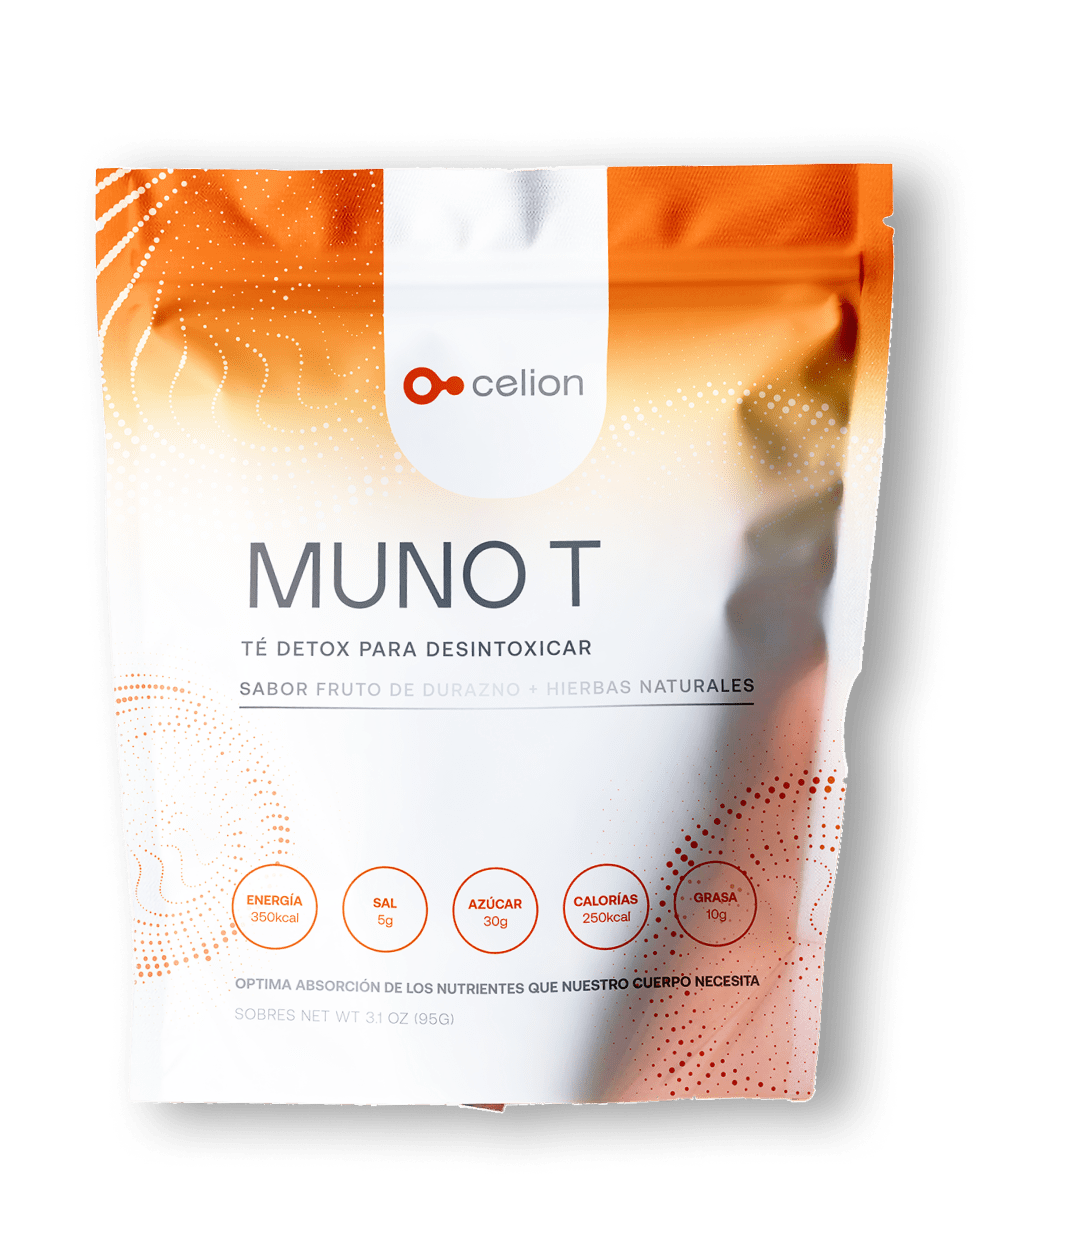 celion
MUNO T
TÉ DETOX PARA DESINTOXICAR
SABOR FRUTO DE DURAZNO + HIERBAS NATURALES
ENERGÍA
350kcal
SAL
5g
AZÚCAR
30g
CALORÍAS
250kcal
GRASA
10g
OPTIMA ABSORCIÓN DE LOS NUTRIENTES QUE NUESTRO CUERPO NECESITA
SOBRES NET WT 3.1 OZ (95G)